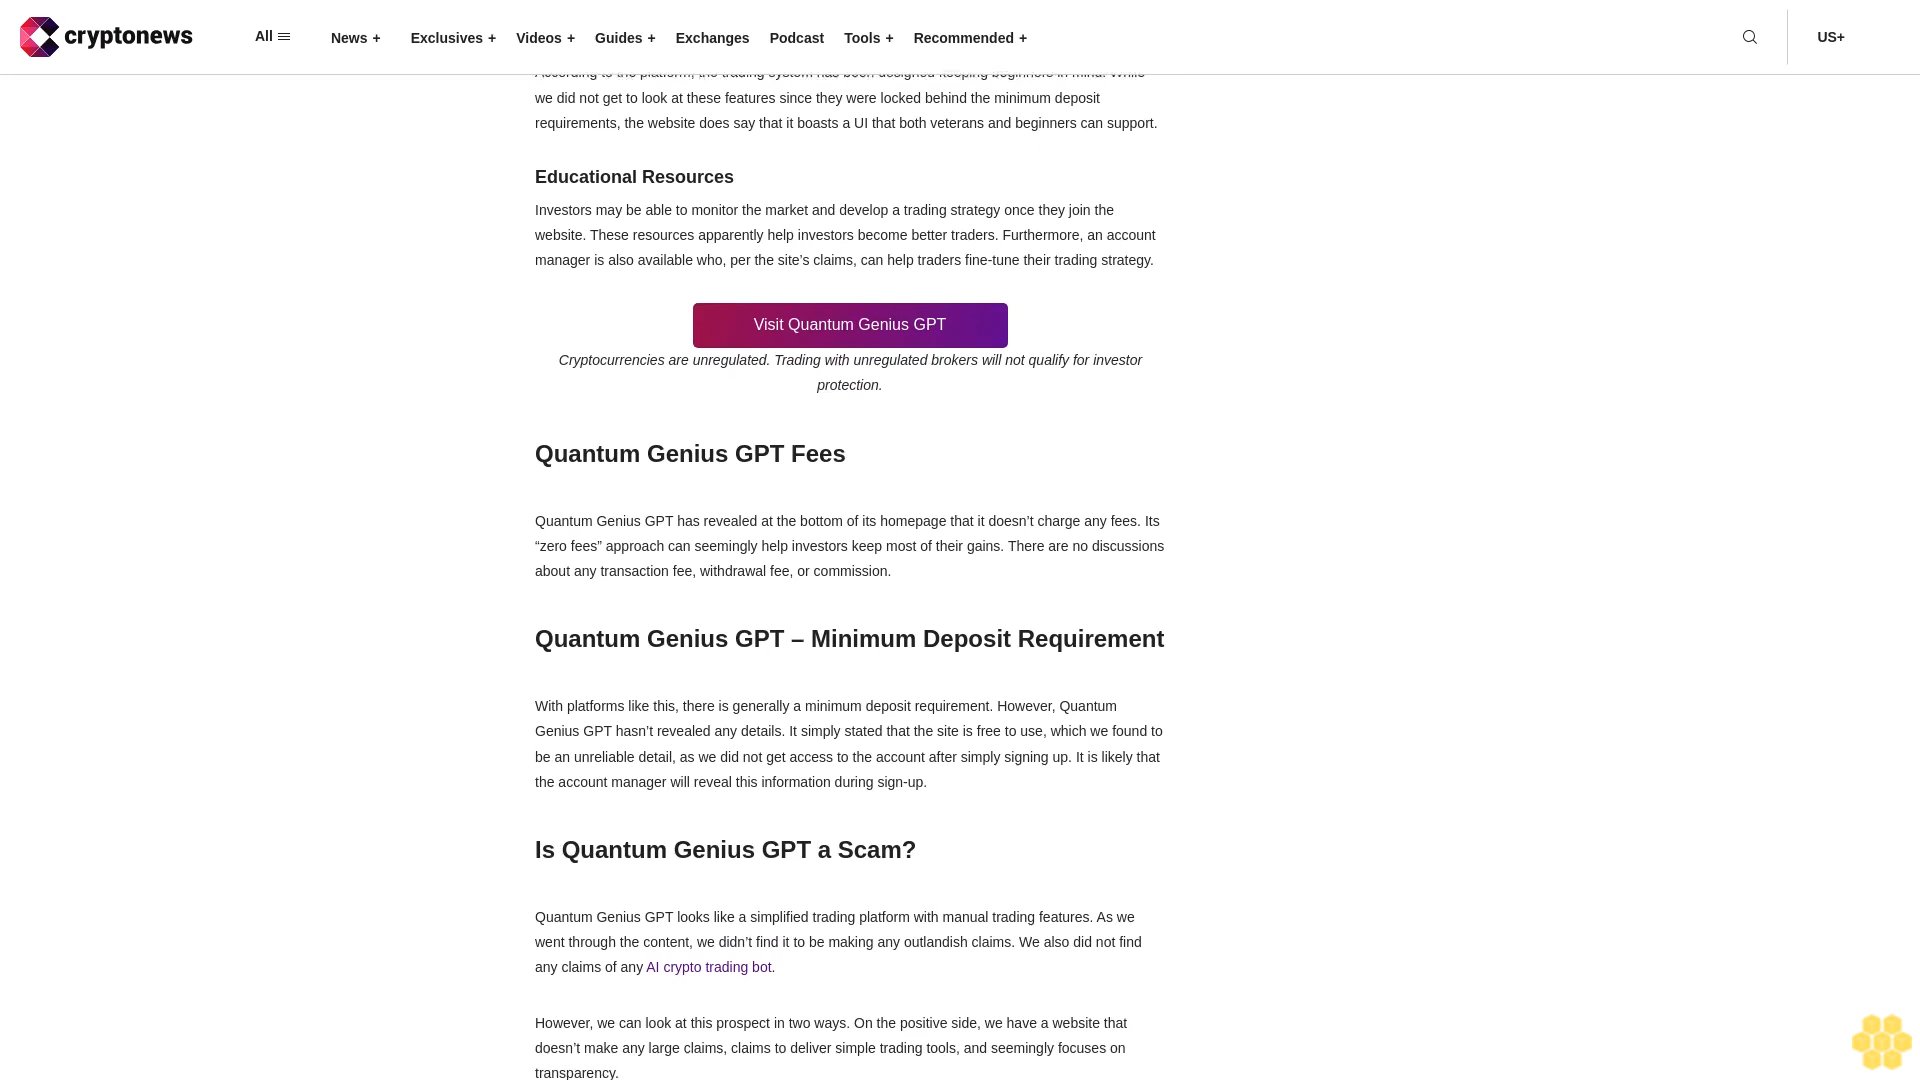 cryptonews
All
News +
Exclusives +
Videos +
Guides +
Exchanges
Podcast
Tools +
Recommended +
US+
According to the platform, the trading system has been designed keeping beginners in mind. While
we did not get to look at these features since they were locked behind the minimum deposit
requirements, the website does say that it boasts a UI that both veterans and beginners can support.
Educational Resources
Investors may be able to monitor the market and develop a trading strategy once they join the
website. These resources apparently help investors become better traders. Furthermore, an account
manager is also available who, per the site’s claims, can help traders fine-tune their trading strategy.
Visit Quantum Genius GPT
Cryptocurrencies are unregulated. Trading with unregulated brokers will not qualify for investor
protection.
Quantum Genius GPT Fees
Quantum Genius GPT has revealed at the bottom of its homepage that it doesn’t charge any fees. Its
“zero fees” approach can seemingly help investors keep most of their gains. There are no discussions
about any transaction fee, withdrawal fee, or commission.
Quantum Genius GPT – Minimum Deposit Requirement
With platforms like this, there is generally a minimum deposit requirement. However, Quantum
Genius GPT hasn’t revealed any details. It simply stated that the site is free to use, which we found to
be an unreliable detail, as we did not get access to the account after simply signing up. It is likely that
the account manager will reveal this information during sign-up.
Is Quantum Genius GPT a Scam?
Quantum Genius GPT looks like a simplified trading platform with manual trading features. As we
went through the content, we didn’t find it to be making any outlandish claims. We also did not find
any claims of any AI crypto trading bot.
However, we can look at this prospect in two ways. On the positive side, we have a website that
doesn’t make any large claims, claims to deliver simple trading tools, and seemingly focuses on
transparency.